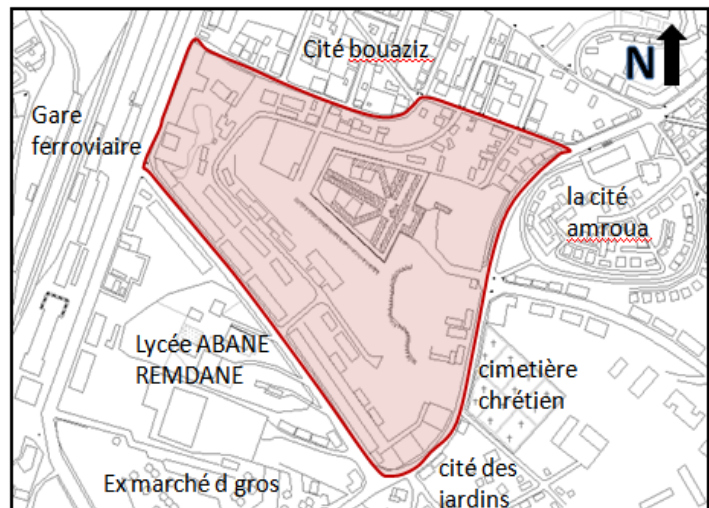 Cité bouaziz
N
Gare
ferroviaire
la cité
amroua
Lycée ABANE
REMDANE
cimetière
chrétien
cité des
jardins
Ex marché d gros